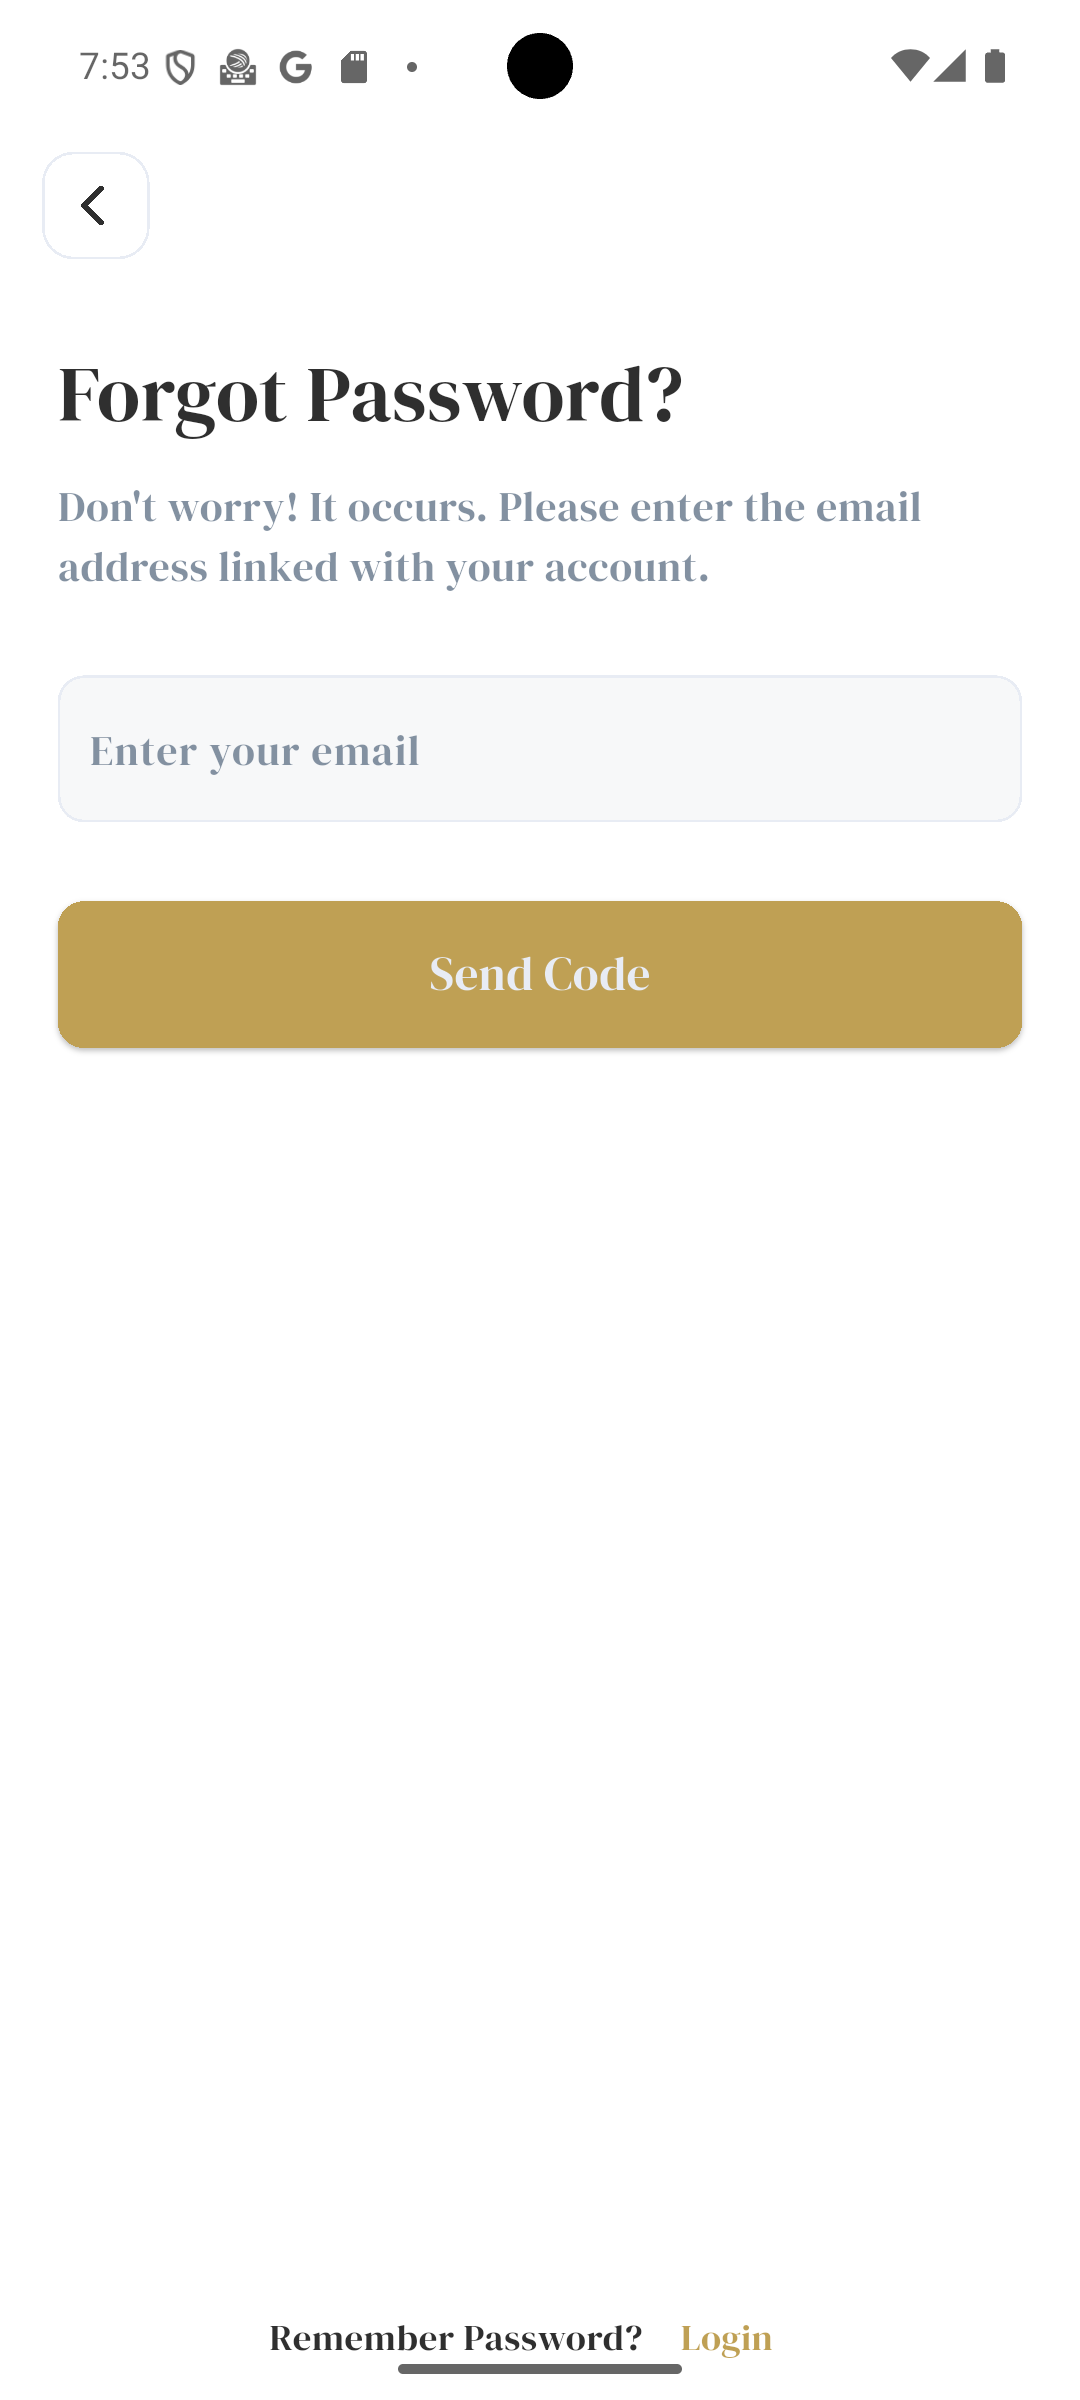 7:53
Forgot Password?
Don't worry! It occurs. Please enter the email
address linked with your account.
Enter your email
Send Code
Remember Password? Login